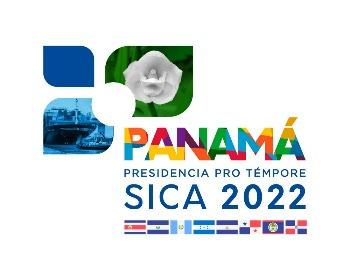 PANAMÁ
PRESIDENCIA PRO TÉMPORE
SICA 2022